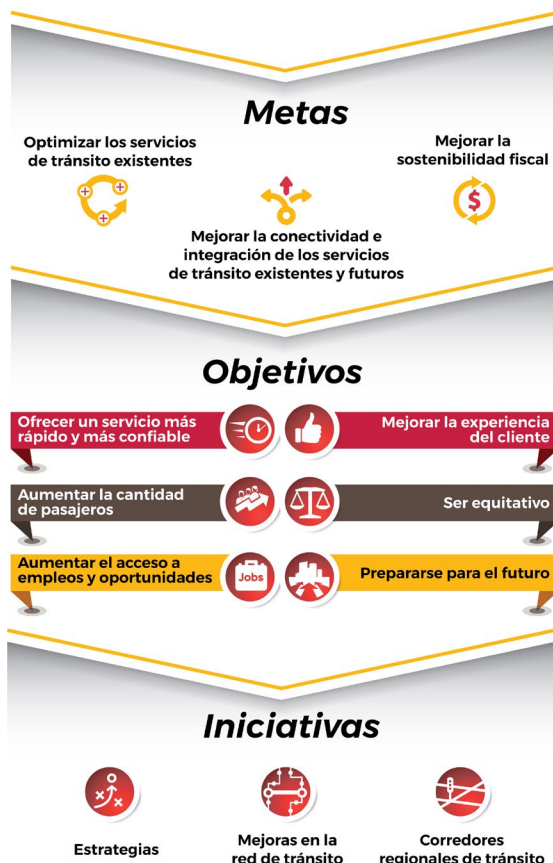 Metas
Optimizar los servicios
de tránsito existentes
Mejorar la conectividad e
integración de los servicios
de tránsito existentes y futuros
Mejorar la
sostenibilidad fiscal
$
Objetivos
Ofrecer un servicio más
rápido y más confiable
Mejorar la experiencia
del cliente
Aumentar la cantidad
de pasajeros
Ser equitativo
Aumentar el acceso a
empleos y oportunidades
Jobs
Prepararse para el futuro
Iniciativas
Estrategias
Mejoras en la
red de tránsito
Corredores
regionales de tránsito